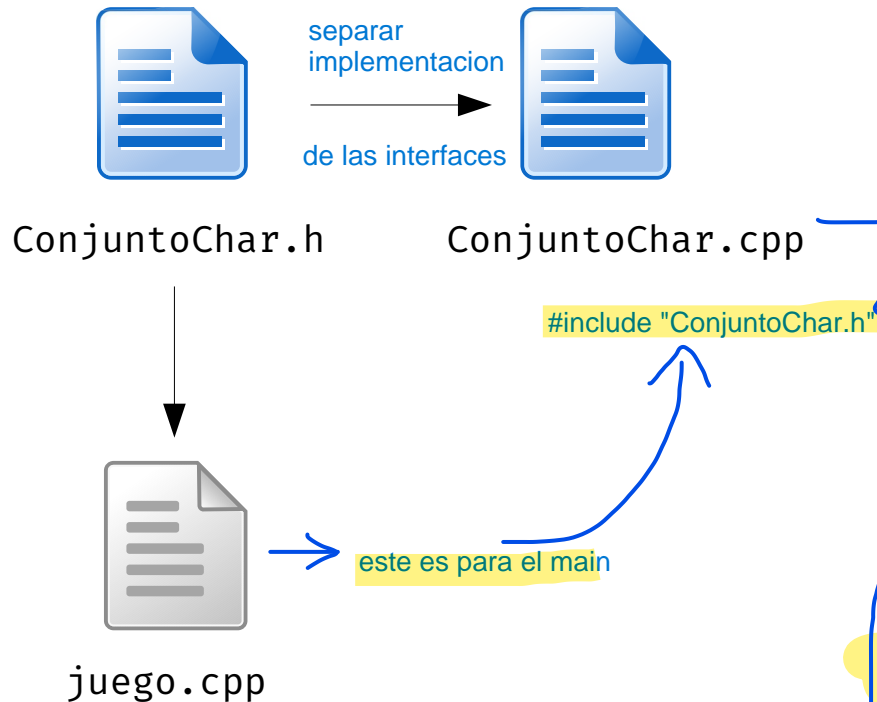 separar
implementacion
de las interfaces
ConjuntoChar.h
ConjuntoChar.cpp
#include "ConjuntoChar.h"
este es para el main
juego.cpp